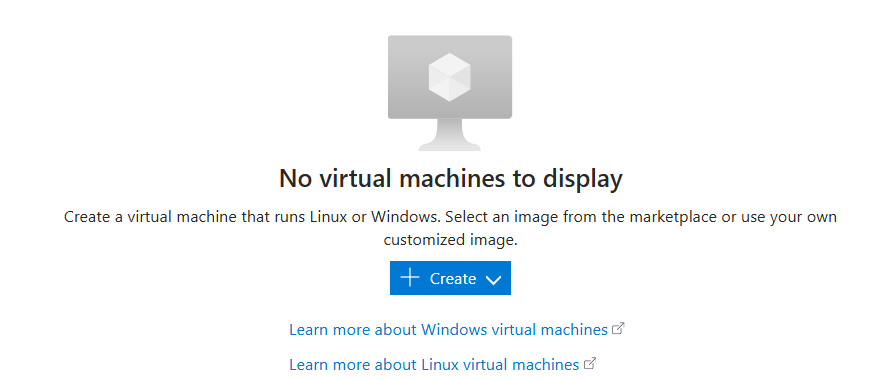 No virtual machines to display
Create a virtual machine that runs Linux or Windows. Select an image from the marketplace or use your own
customized image.
Create
Learn more about Windows virtual machines
Learn more about Linux virtual machines